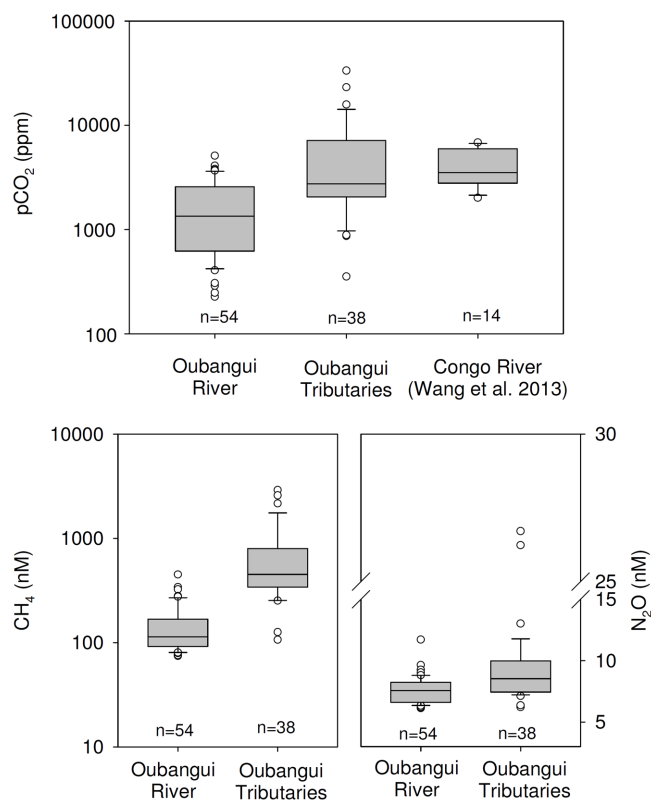 100000
10000
1000
100
pCO2 (ppm)
n=54
n=38
n=14
Oubangui
River
Oubangui
Tributaries
Congo River
(Wang et al. 2013)
10000
1000
100
10
CH4 (nM)
n=54
n=38
Oubangui
River
Oubangui
Tributaries
30
25
15
10
5
N2O (nM)
n=54
n=38
Oubangui
River
Oubangui
Tributaries